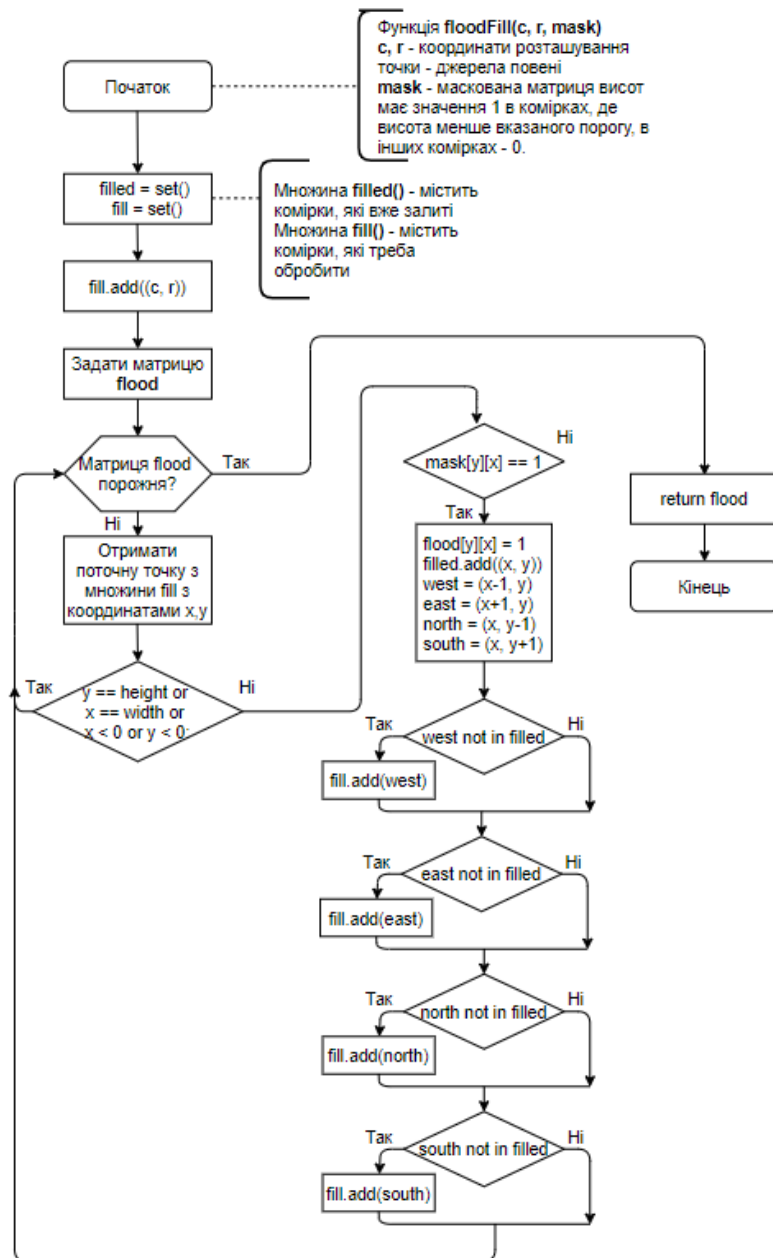 Функція floodFill(c, r, mask)
c, r - координати розташування
точки - джерела повені
mask - маскована матриця висот
має значення 1 в комірках, де
висота менше вказаного порогу, в
інших комірках - 0.
Початок
filled = set()
fill = set()
Множина filled() - містить
комірки, які вже залиті
Множина fill() - містить
комірки, які треба
обробити
fill.add((c, r))
Задати матрицю
flood
Матриця flood
порожня?
Так
Ні
Отримати
поточну точку з
множини fill з
координатами x,y
Так
y == height or
x == width or
x < 0 or y < 0:
Ні
mask[y][x] == 1
Ні
Так
flood[y][x] = 1
filled.add((x, y))
west = (x-1, y)
east = (x+1, y)
north = (x, y-1)
south = (x, y+1)
return flood
Кінець
Так
west not in filled
Ні
fill.add(west)
Так
east not in filled
Ні
fill.add(east)
Так
north not in filled
Ні
fill.add(north)
Так
south not in filled
Ні
fill.add(south)